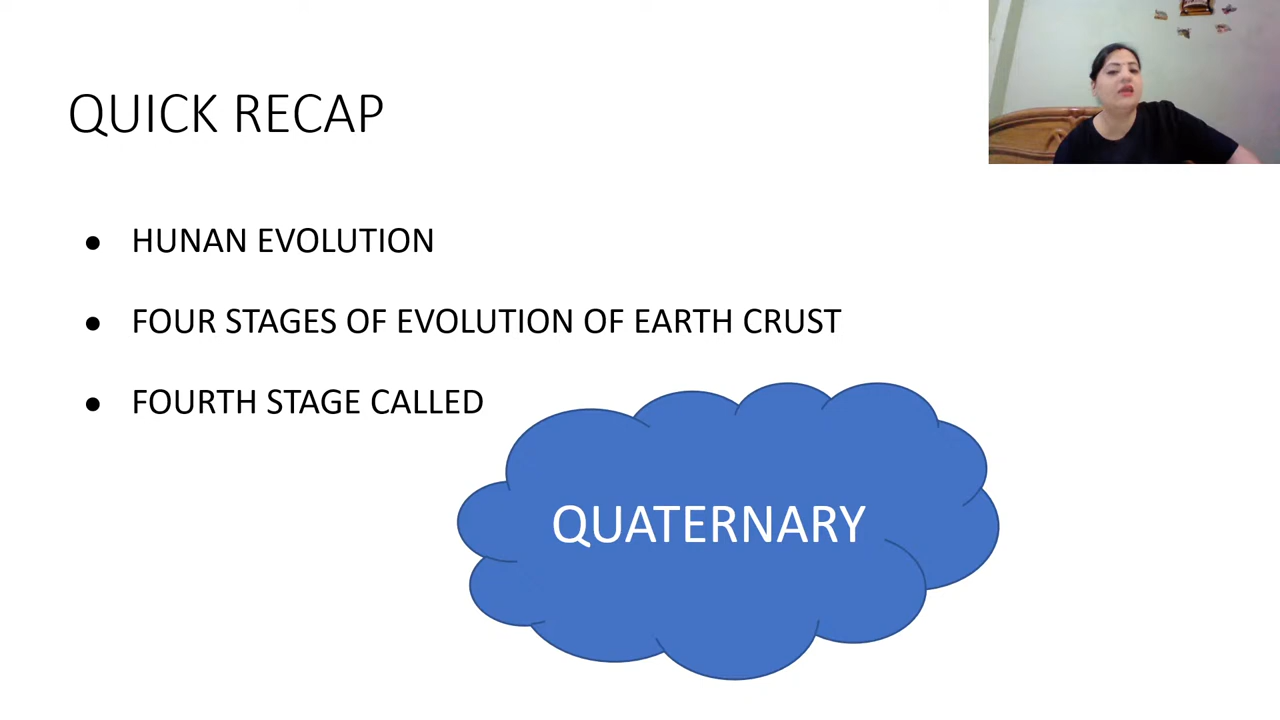 QUICK RECAP
● HUNAN EVOLUTION
● FOUR STAGES OF EVOLUTION OF EARTH CRUST
● FOURTH STAGE CALLED
QUATERNARY